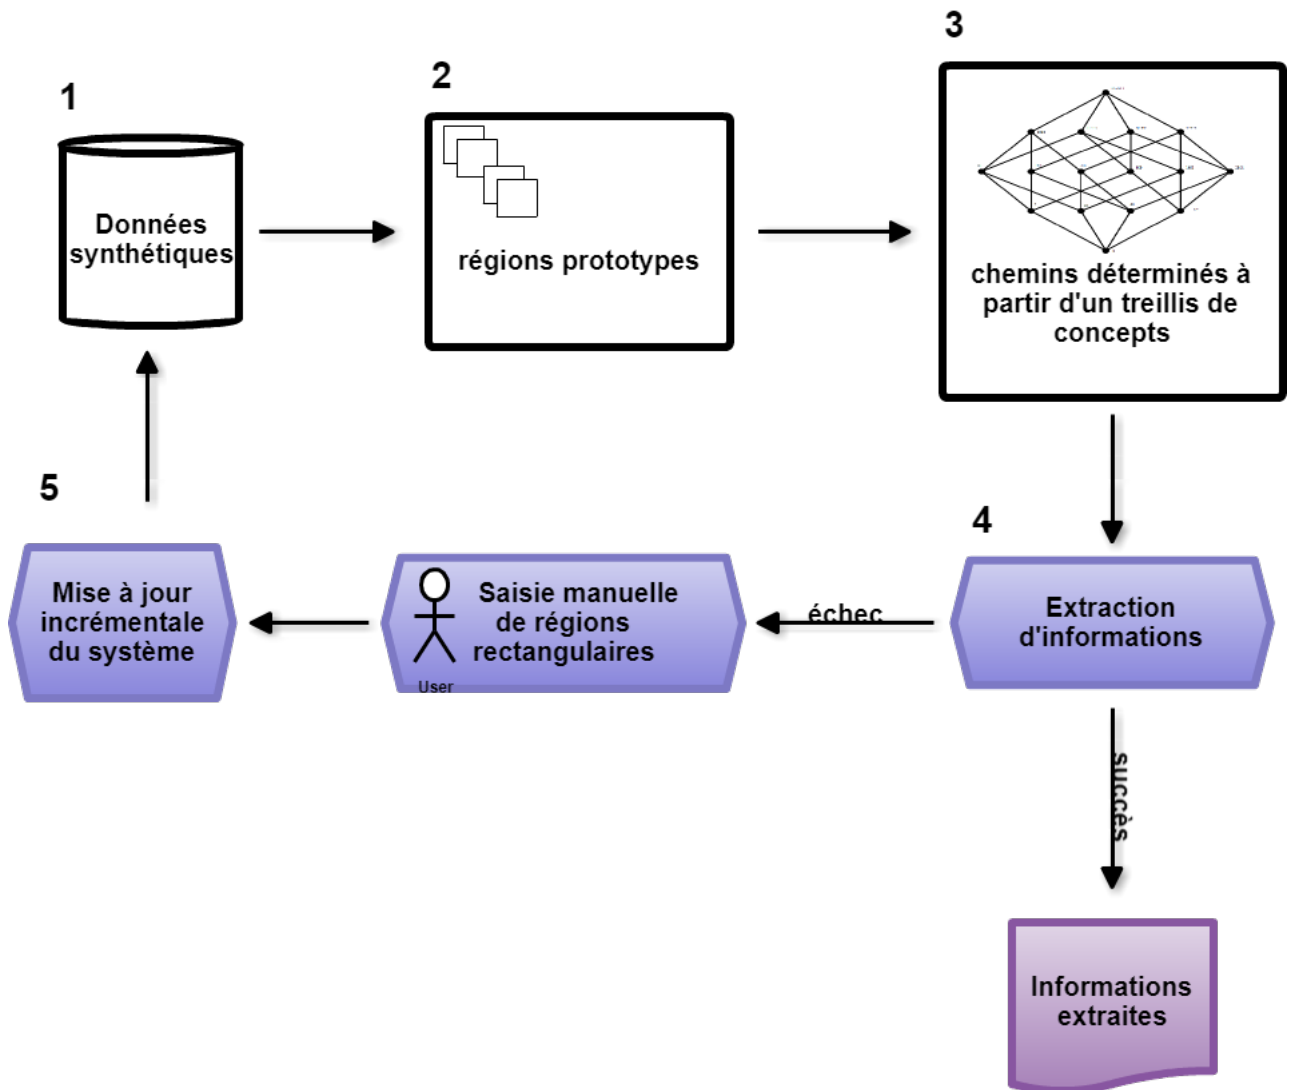 1
Données
synthétiques
2
régions prototypes
3
chemins déterminés à
partir d'un treillis de
concepts
4
Extraction
d'informations
échec
Saisie manuelle
de régions
rectangulaires
User
5
Mise à jour
incrémentale
du système
succès
Informations
extraites